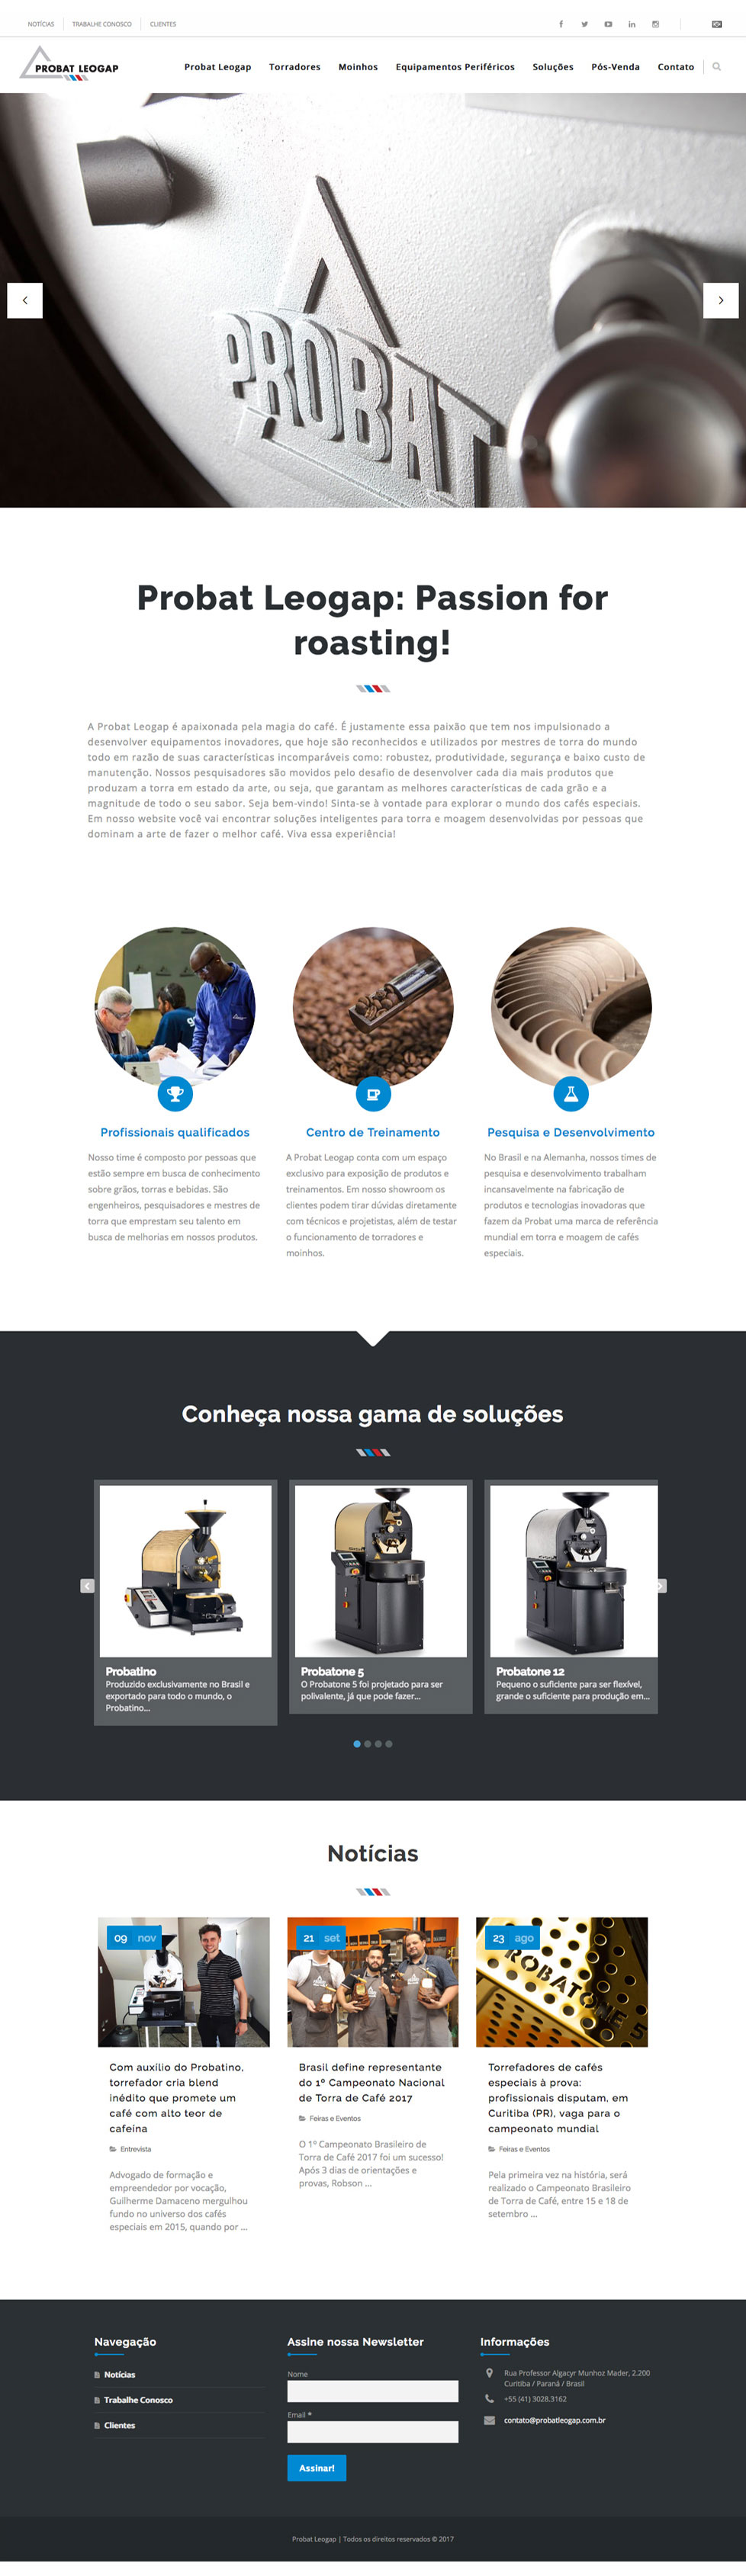 NOTÍCIAS TRABALHE CONOSCO CLIENTES
PROBAT LEOGAP
Probat Leogap Torradores Moinhos Equipamentos Periféricos Soluções Pós-Venda Contato
PROBAT
Probat Leogap: Passion for
roasting!
A Probat Leogap é apaixonada pela magia do café. É justamente essa paixão que tem nos impulsionado a
desenvolver equipamentos inovadores, que hoje são reconhecidos e utilizados por mestres de torra do mundo
todo em razão de suas características incomparáveis como: robustez, produtividade, segurança e baixo custo de
manutenção. Nossos pesquisadores são movidos pelo desafio de desenvolver cada dia mais produtos que
produzam a torra em estado da arte, ou seja, que garantam as melhores características de cada grão e a
magnitude de todo o seu sabor. Seja bem-vindo! Sinta-se à vontade para explorar o mundo dos cafés especiais.
Em nosso website você vai encontrar soluções inteligentes para torra e moagem desenvolvidas por pessoas que
dominam a arte de fazer o melhor café. Viva essa experiência!
Profissionais qualificados
Nosso time é composto por pessoas que
estão sempre em busca de conhecimento
sobre grãos, torras e bebidas. São
engenheiros, pesquisadores e mestres de
torra que emprestam seu talento em
busca de melhorias em nossos produtos.
Centro de Treinamento
A Probat Leogap conta com um espaço
exclusivo para exposição de produtos e
treinamentos. Em nosso showroom os
clientes podem tirar dúvidas diretamente
com técnicos e projetistas, além de testar
o funcionamento de torradores e
moinhos.
Pesquisa e Desenvolvimento
No Brasil e na Alemanha, nossos times de
pesquisa e desenvolvimento trabalham
incansavelmente na fabricação de
produtos e tecnologias inovadoras que
fazem da Probat uma marca de referência
mundial em torra e moagem de cafés
especiais.
Conheça nossa gama de soluções
Probatino
Produzido exclusivamente no Brasil e
exportado para todo o mundo, o
Probatino...
Probatone 5
O Probatone 5 foi projetado para ser
polivalente, já que pode fazer...
Probatone 12
Pequeno o suficiente para ser flexível,
grande o suficiente para produção em...
Notícias
09 nov
Com auxílio do Probatino,
torrefador cria blend
inédito que promete um
café com alto teor de
cafeína
Entrevista
Advogado de formação e
empreendedor por vocação,
Guilherme Damaceno mergulhou
fundo no universo dos cafés
especiais em 2015, quando por ...
21 set
Brasil define representante
do 1º Campeonato Nacional
de Torra de Café 2017
Feiras e Eventos
O 1º Campeonato Brasileiro de
Torra de Café 2017 foi um sucesso!
Após 3 dias de orientações e
provas, Robson ...
23 ago
ROBATONE 5
Torrefadores de cafés
especiais à prova:
profissionais disputam, em
Curitiba (PR), vaga para o
campeonato mundial
Feiras e Eventos
Pela primeira vez na história, será
realizado o Campeonato Brasileiro
de Torra de Café, entre 15 e 18 de
setembro ...
Navegação
Notícias
Trabalhe Conosco
Clientes
Assine nossa Newsletter
Nome
Email *
Assinar!
Informações
Rua Professor Algacyr Munhoz Mader, 2.200
Curitiba / Paraná / Brasil
+55 (41) 3028.3162
contato@probatleogap.com.br
Probat Leogap | Todos os direitos reservados © 2017